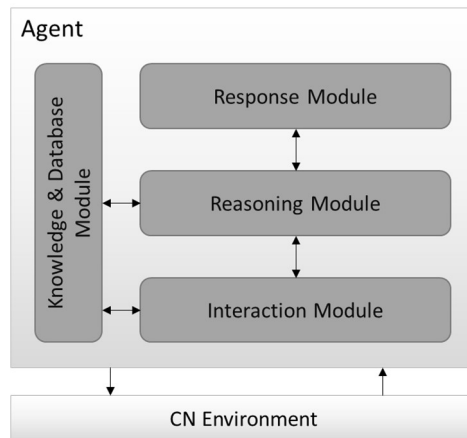 Agent
Knowledge & Database
Module
Response Module
Reasoning Module
Interaction Module
CN Environment